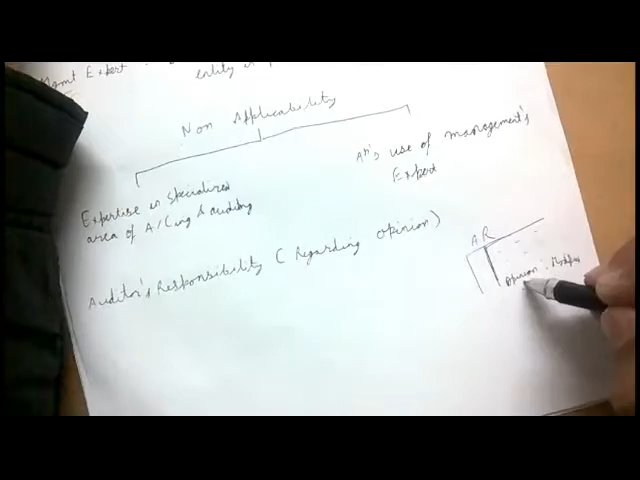 Mgmt Expert -
entity is
Non Applicability
Expertise in specialized
area of A/Cing & auditing
Ar's use of management's
Expert
Auditor's Responsibility (Regarding Opinion)
A.R
Opinion